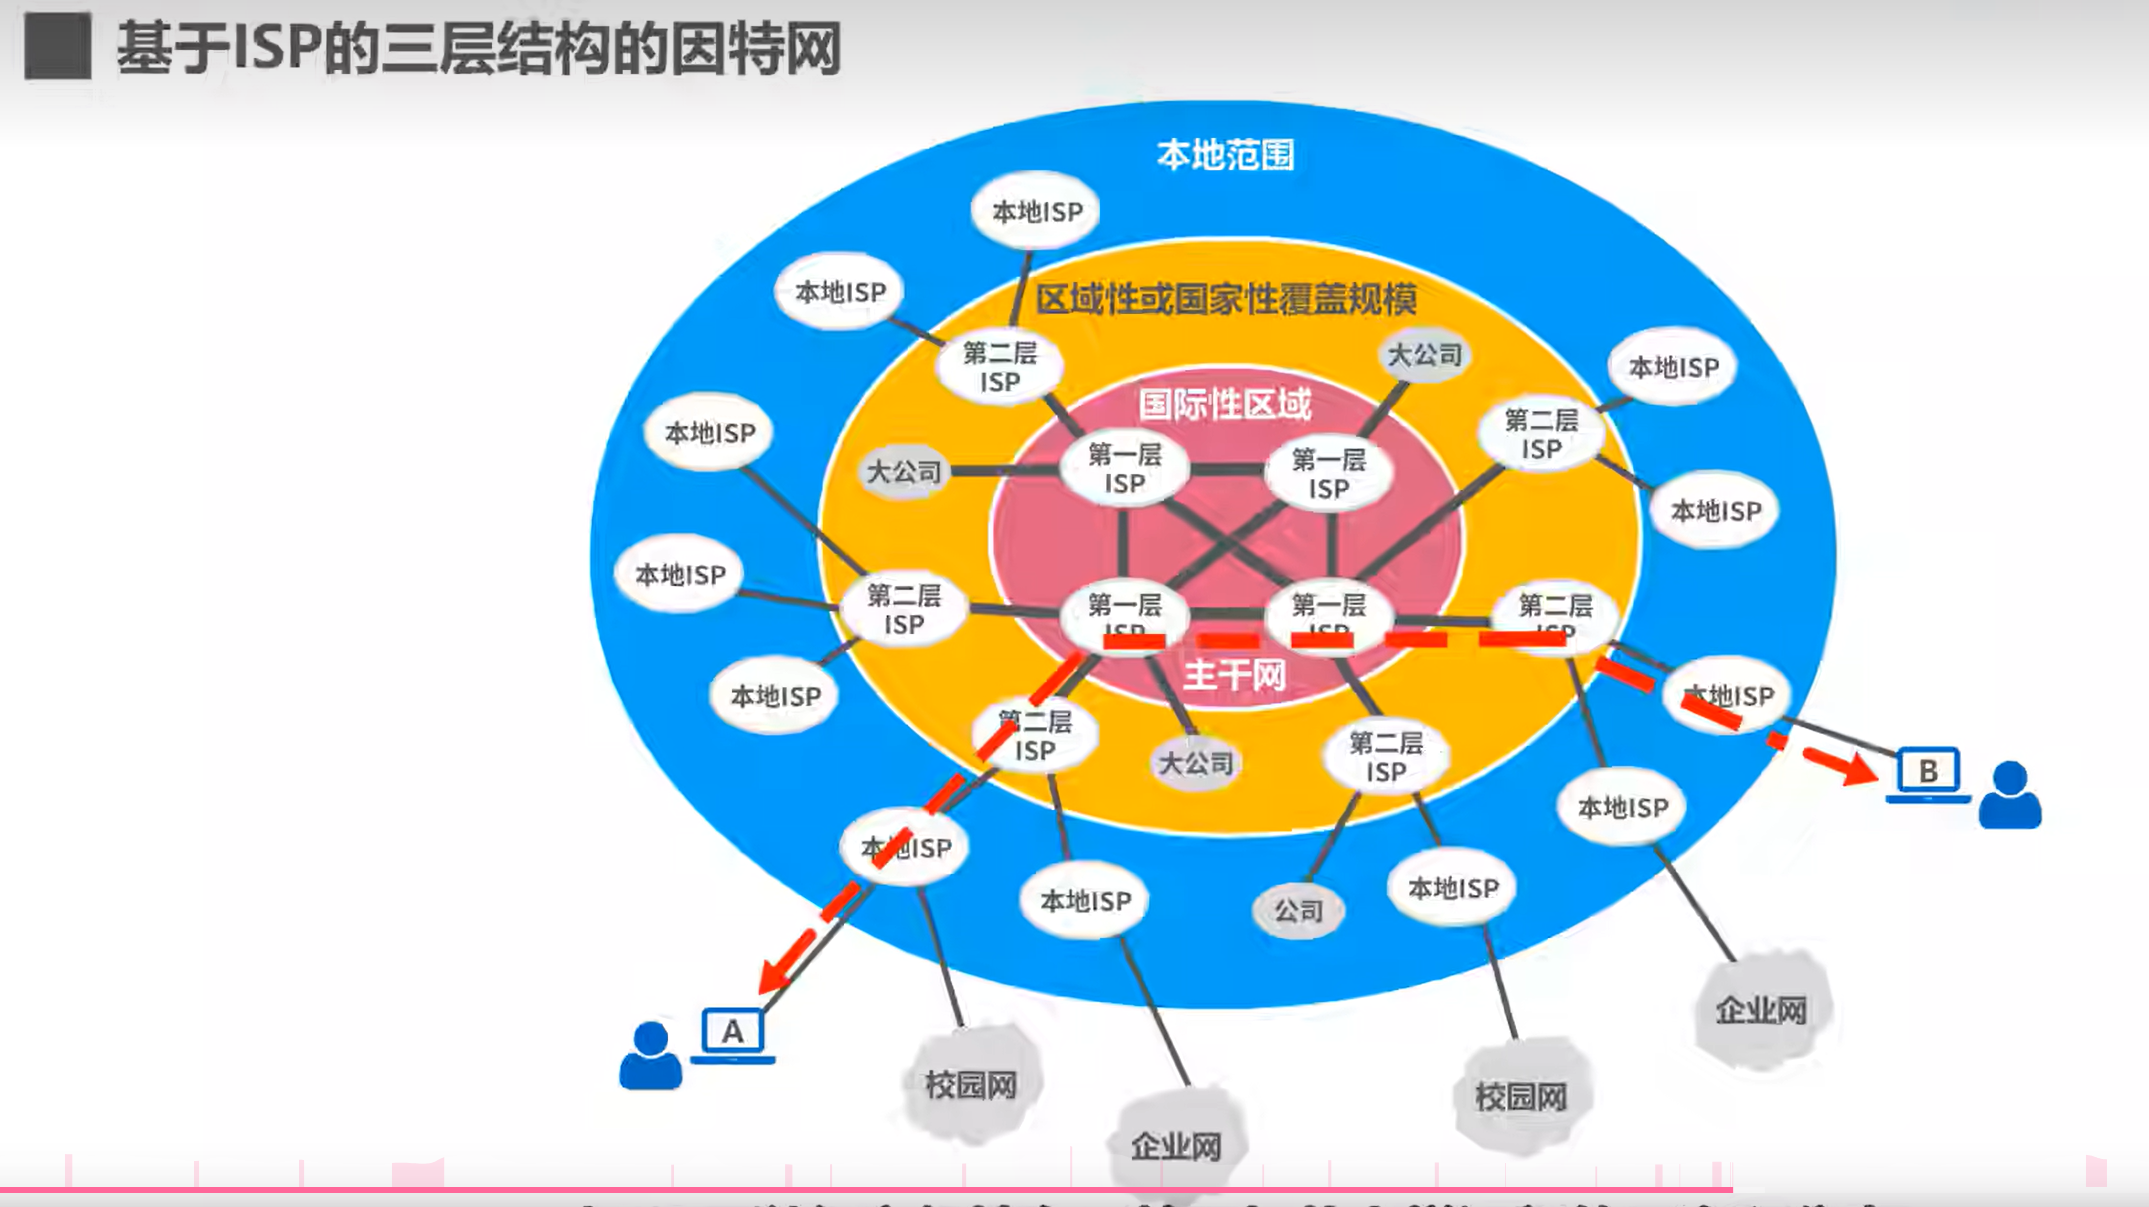 基于ISP的三层结构的因特网
本地范围
本地ISP
本地ISP
区域性或国家性覆盖规模
第二层
ISP
大公司
本地ISP
国际性区域
第二层
ISP
本地ISP
大公司
第一层
ISP
第一层
ISP
本地ISP
本地ISP
第二层
ISP
第一层
ISP
第一层
ISP
第二层
ISP
主干网
本地ISP
本地ISP
第二层
ISP
大公司
第二层
ISP
B
本地ISP
本地ISP
本地ISP
公司
本地ISP
A
校园网
企业网
校园网
企业网